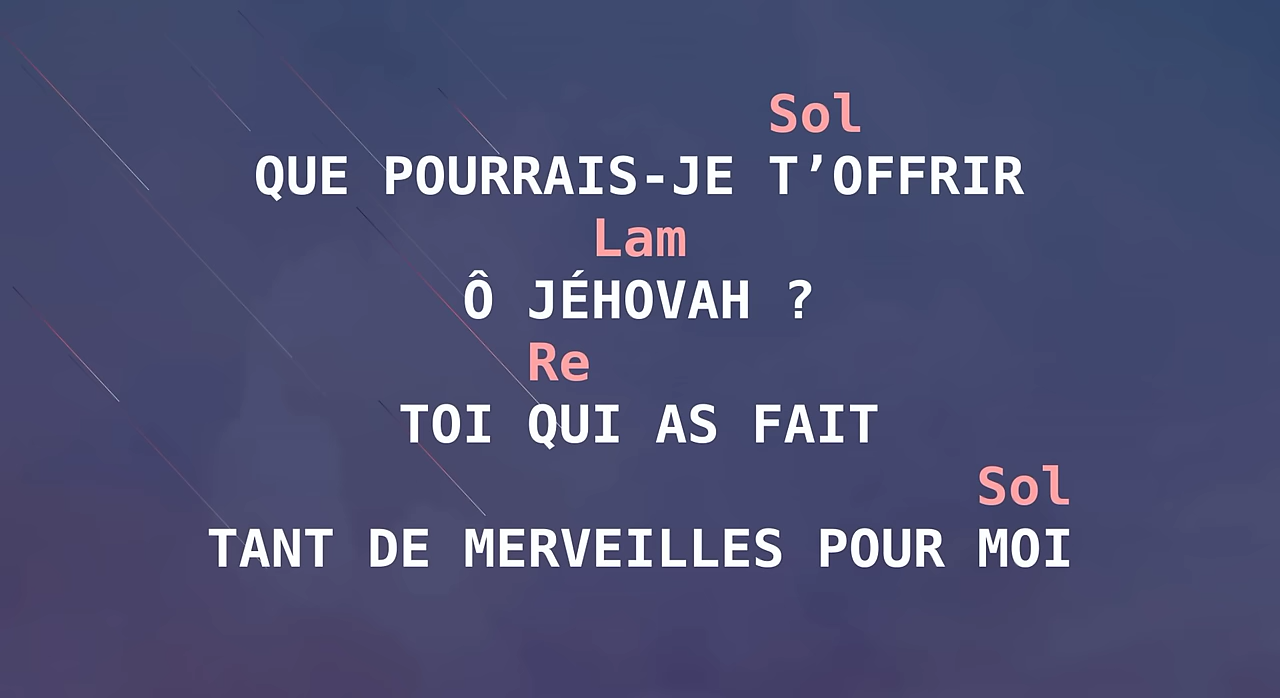 Sol
QUE POURRAIS-JE T’OFFRIR
Lam
Ô JÉHOVAH ?
Re
TOI QUI AS FAIT
Sol
TANT DE MERVEILLES POUR MOI